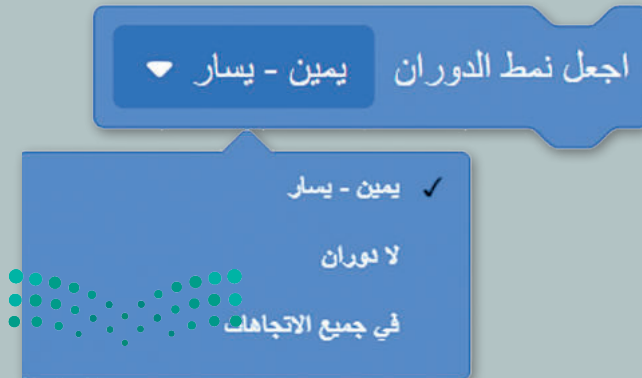 اجعل نمط الدوران يمين - يسار
يمين - يسار
لا دوران
في جميع الاتجاهات